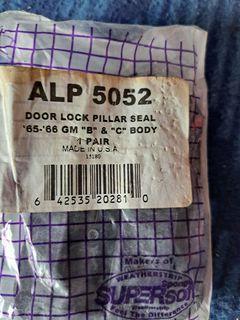 ALP 5052
DOOR LOCK PILLAR SEAL
'65-'66 GM "B" & "C" BODY
1 PAIR
MADE IN U.S.A.
15180
6 42535 20281 0
Makers of
WEATHERSTRIP
SUPERsoft
Feel The Difference